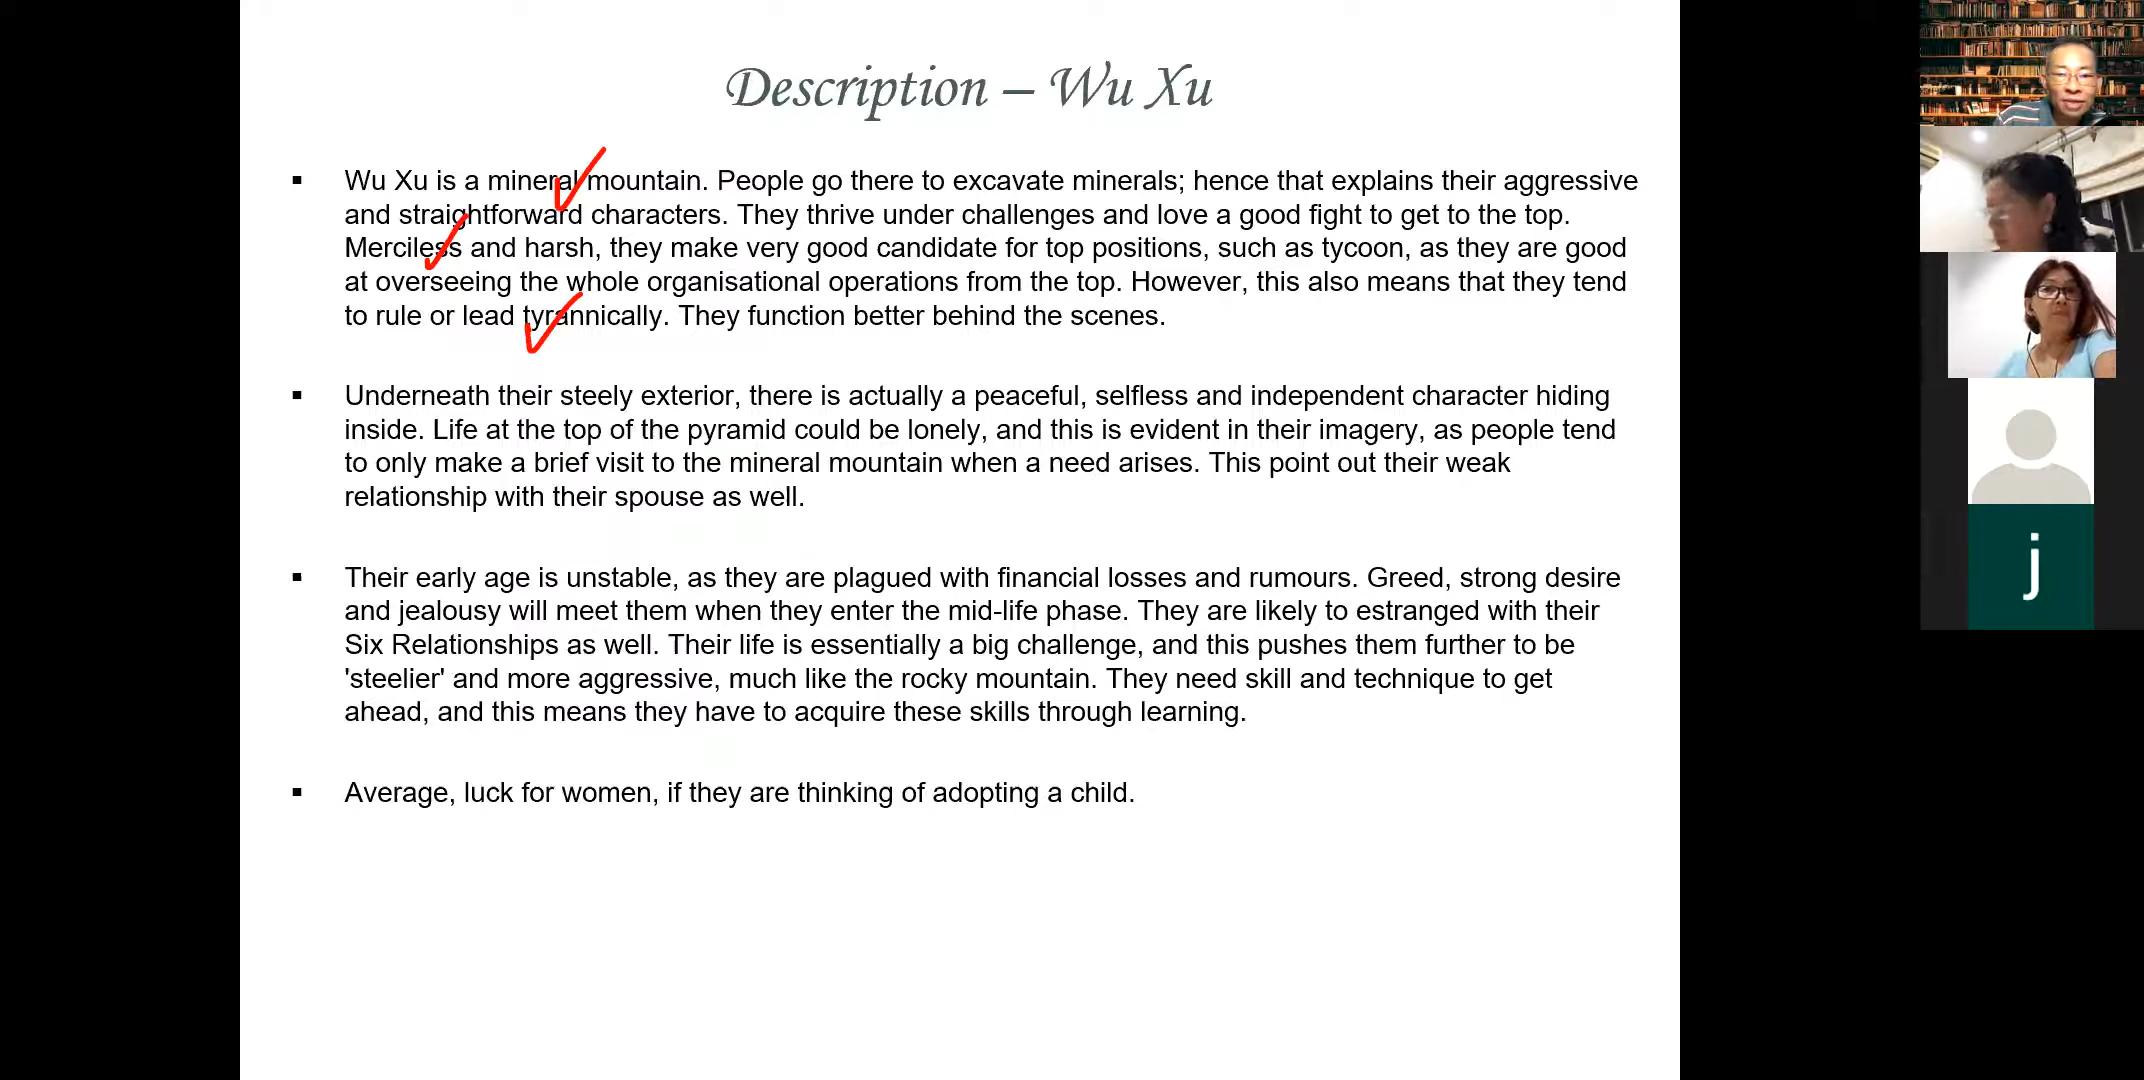 Description – Wu Xu
▪ Wu Xu is a mineral mountain. People go there to excavate minerals; hence that explains their aggressive
and straightforward characters. They thrive under challenges and love a good fight to get to the top.
Merciless and harsh, they make very good candidate for top positions, such as tycoon, as they are good
at overseeing the whole organisational operations from the top. However, this also means that they tend
to rule or lead tyrannically. They function better behind the scenes.
▪ Underneath their steely exterior, there is actually a peaceful, selfless and independent character hiding
inside. Life at the top of the pyramid could be lonely, and this is evident in their imagery, as people tend
to only make a brief visit to the mineral mountain when a need arises. This point out their weak
relationship with their spouse as well.
▪ Their early age is unstable, as they are plagued with financial losses and rumours. Greed, strong desire
and jealousy will meet them when they enter the mid-life phase. They are likely to estranged with their
Six Relationships as well. Their life is essentially a big challenge, and this pushes them further to be
'steelier' and more aggressive, much like the rocky mountain. They need skill and technique to get
ahead, and this means they have to acquire these skills through learning.
▪ Average, luck for women, if they are thinking of adopting a child.
j